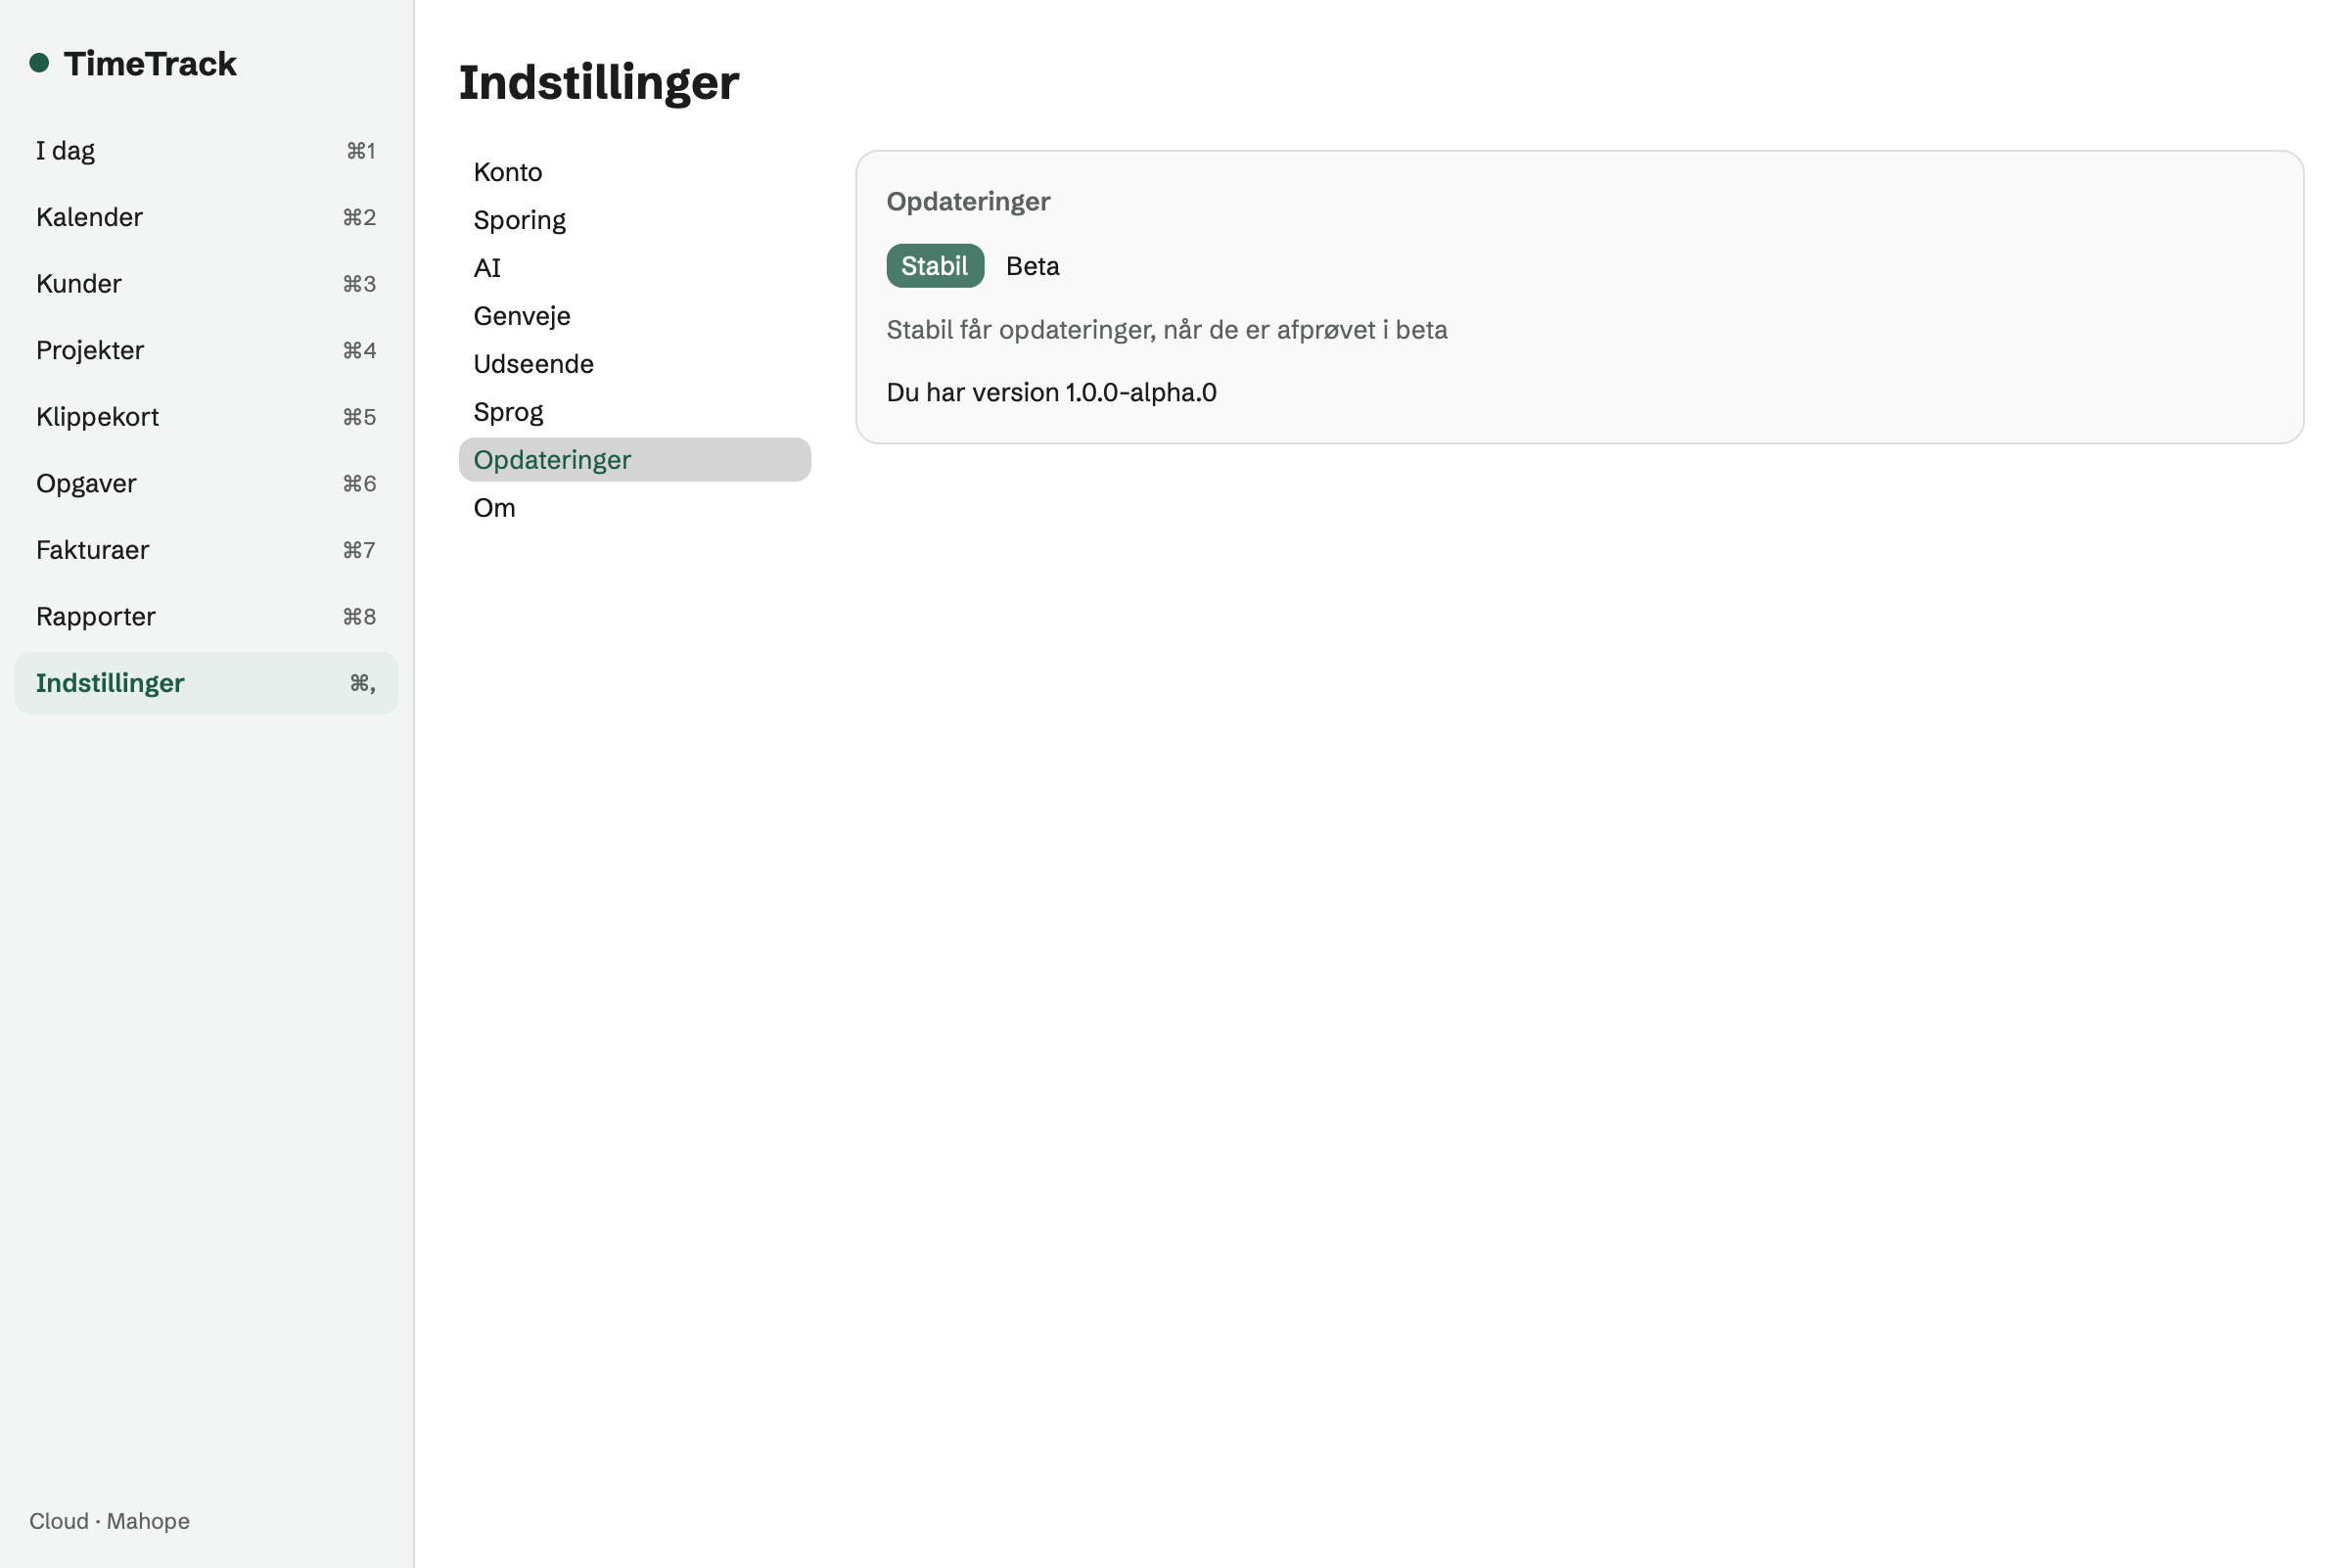 TimeTrack
I dag ⌘1
Kalender ⌘2
Kunder ⌘3
Projekter ⌘4
Klippekort ⌘5
Opgaver ⌘6
Fakturaer ⌘7
Rapporter ⌘8
Indstillinger ⌘,
Cloud · Mahope
Indstillinger
Konto
Sporing
AI
Genveje
Udseende
Sprog
Opdateringer
Om
Opdateringer
Stabil Beta
Stabil får opdateringer, når de er afprøvet i beta
Du har version 1.0.0-alpha.0